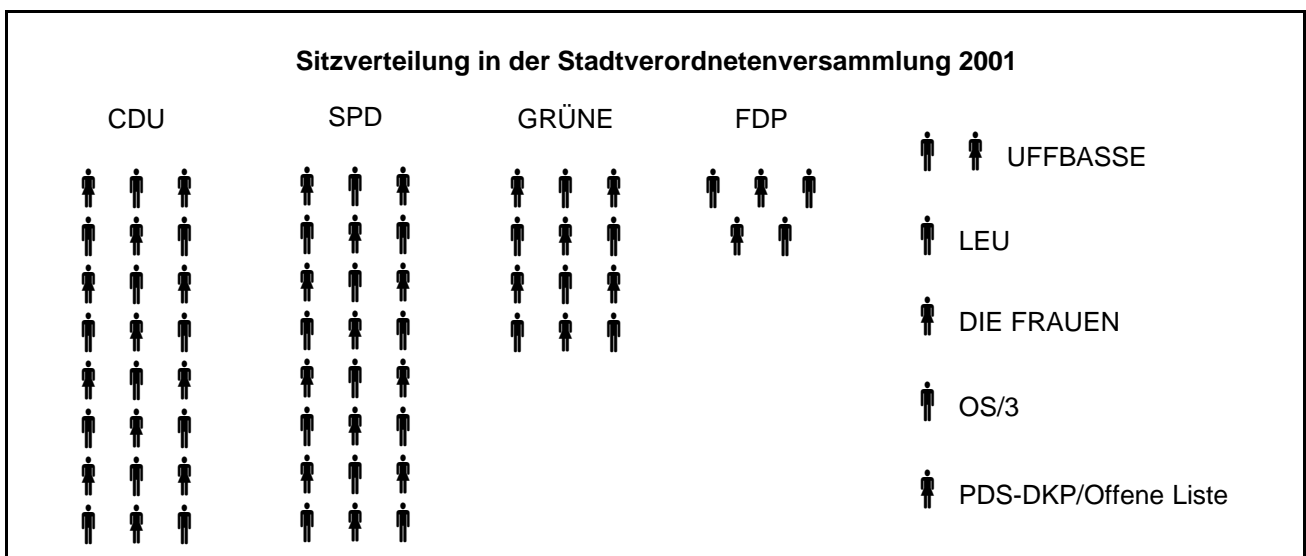 Sitzverteilung in der Stadtverordnetenversammlung 2001
CDU
SPD
GRÜNE
FDP
UFFBASSE
LEU
DIE FRAUEN
OS/3
PDS-DKP/Offene Liste